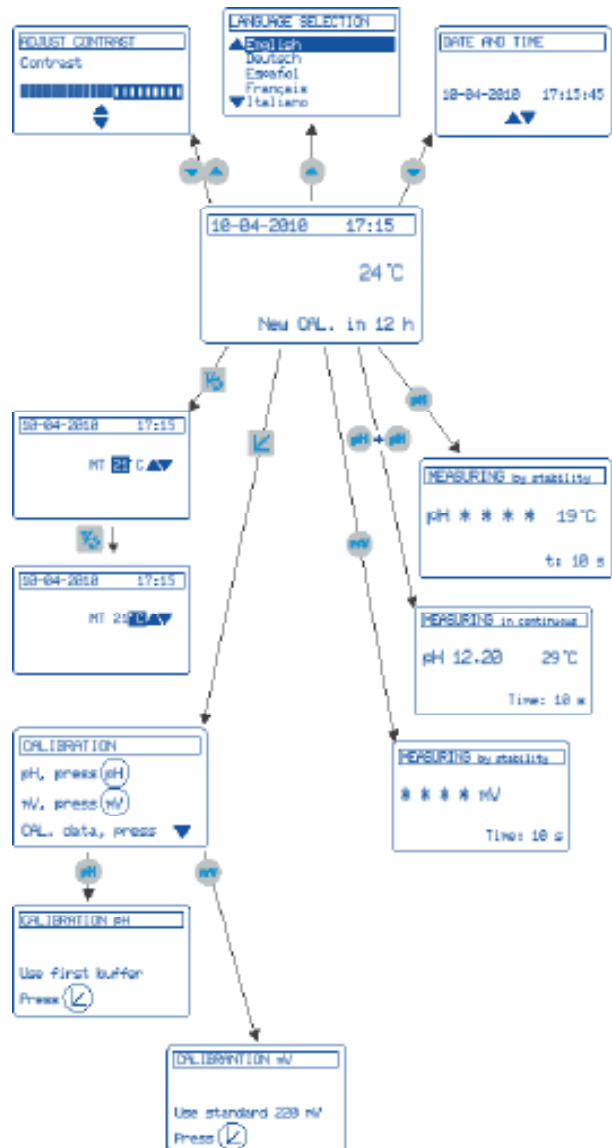 ADJUST CONTRAST
Contrast
LANGUAGE SELECTION
English
Deutsch
Español
Français
Italiano
DATE AND TIME
10-04-2010 17:15:45
10-04-2010 17:15
24 °C
New CAL. in 12 h
10-04-2010 17:15
MT 21 °C
10-04-2010 17:15
MT 21 °C
pH
pH + pH
mV
MEASURING by stability
pH * * * * 19 °C
t: 10 s
MEASURING in continuous
pH 12.20 29 °C
Time: 10 s
MEASURING by stability
* * * * mV
Time: 10 s
CALIBRATION
pH, press pH
mV, press mV
CAL. data, press
pH
mV
CALIBRATION pH
Use first buffer
Press
CALIBRANTION mV
Use standard 220 mV
Press